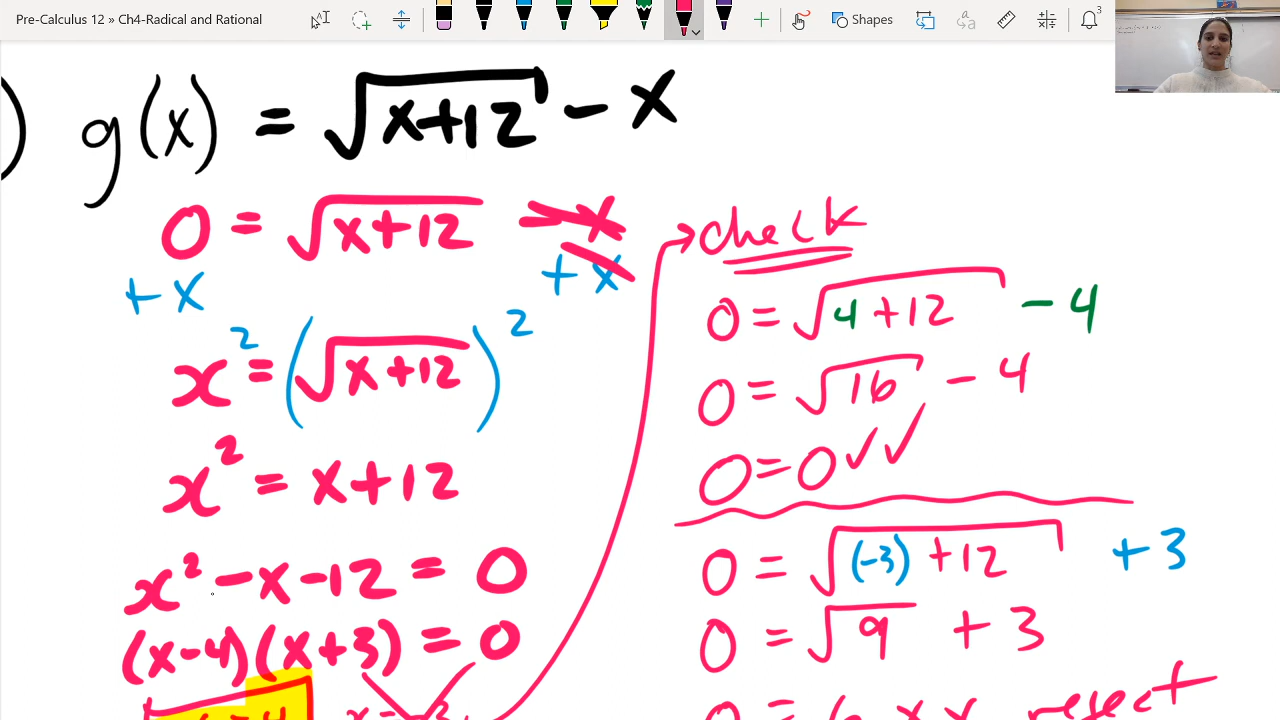 Pre-Calculus 12 » Ch4-Radical and Rational
Shapes
3
) g(x) = √(x+12) - x
0 = √(x+12) - x
+x +x
x² = (√(x+12))²
x² = x+12
x² - x - 12 = 0
(x-4)(x+3) = 0
→ check
0 = √(4+12) - 4
0 = √16 - 4
0 = 0 ✓✓
0 = √((-3)+12) + 3
0 = √9 + 3
reject